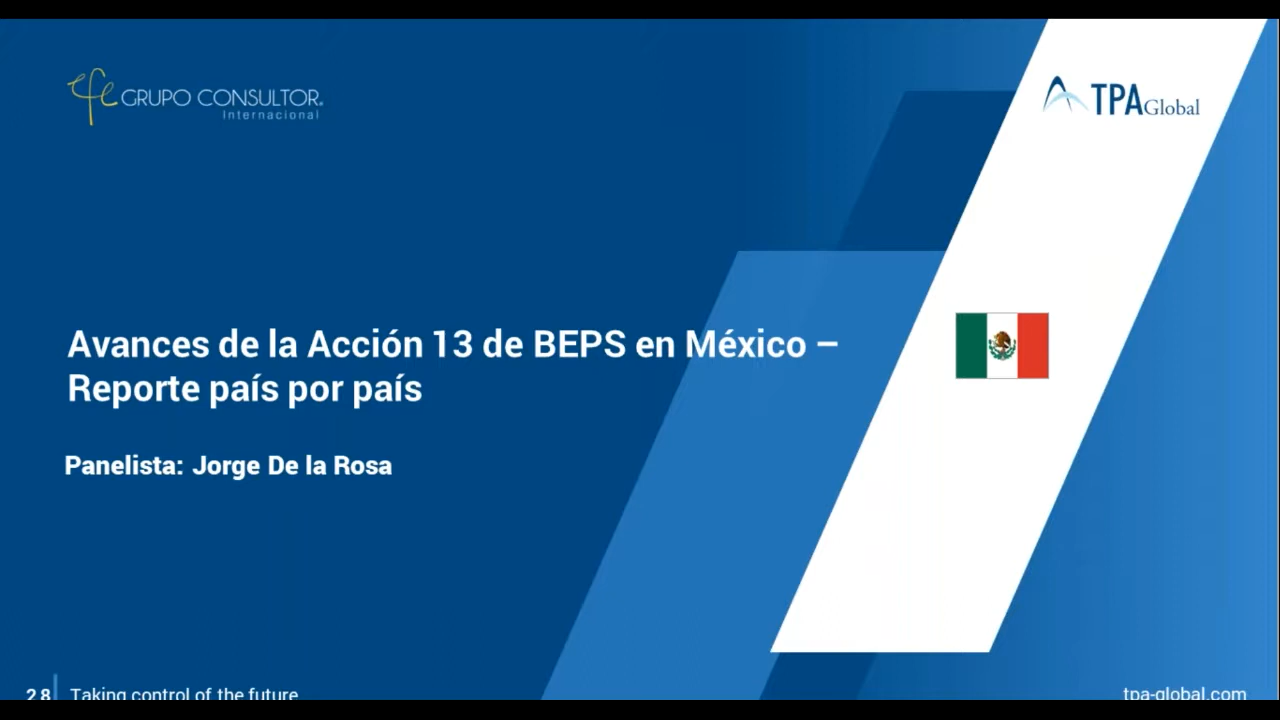 efe GRUPO CONSULTOR®
Internacional
TPA Global
Avances de la Acción 13 de BEPS en México –
Reporte país por país
Panelista: Jorge De la Rosa
28 Taking control of the future
tpa-global.com